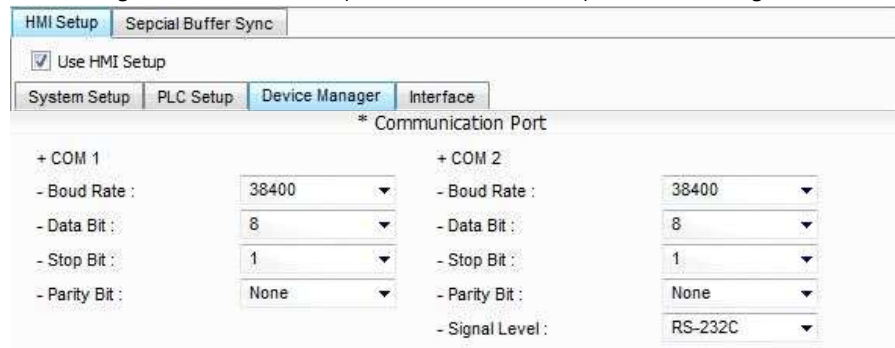 HMI Setup Sepcial Buffer Sync
Use HMI Setup
System Setup PLC Setup Device Manager Interface
* Communication Port
+ COM 1 + COM 2
- Boud Rate : 38400 - Boud Rate : 38400
- Data Bit : 8 - Data Bit : 8
- Stop Bit : 1 - Stop Bit : 1
- Parity Bit : None - Parity Bit : None
- Signal Level : RS-232C